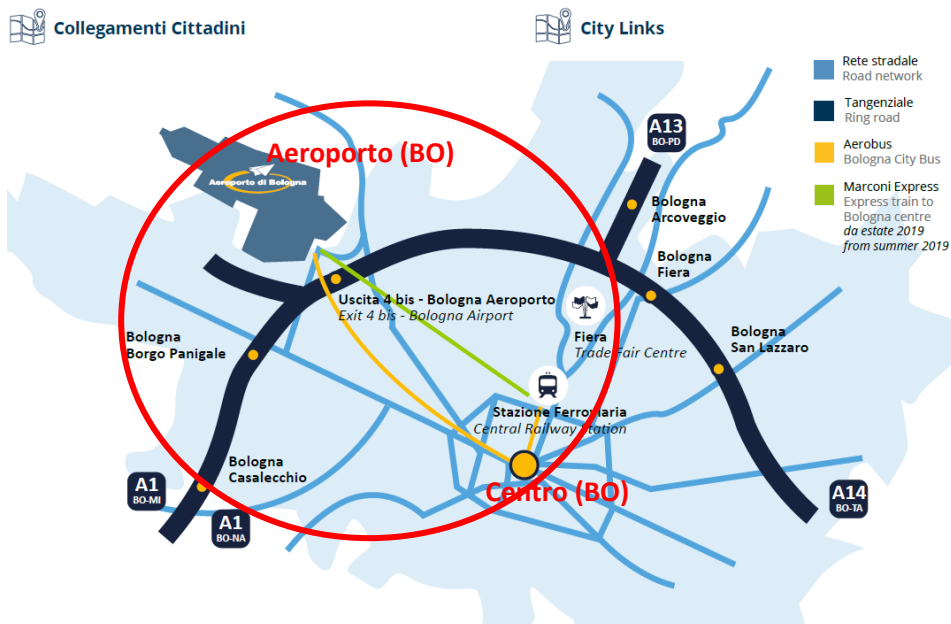 Collegamenti Cittadini
City Links
Rete stradale
Road network
Tangenziale
Ring road
Aerobus
Bologna City Bus
Marconi Express
Express train to
Bologna centre
da estate 2019
from summer 2019
A13
BO-PD
Aeroporto (BO)
Aeroporto di Bologna
Bologna
Arcoveggio
Bologna
Fiera
Uscita 4 bis - Bologna Aeroporto
Exit 4 bis - Bologna Airport
Fiera
Trade Fair Centre
Bologna
San Lazzaro
Bologna
Borgo Panigale
Stazione Ferroviaria
Central Railway Station
Bologna
Casalecchio
Centro (BO)
A1
BO-MI
A1
BO-NA
A14
BO-TA